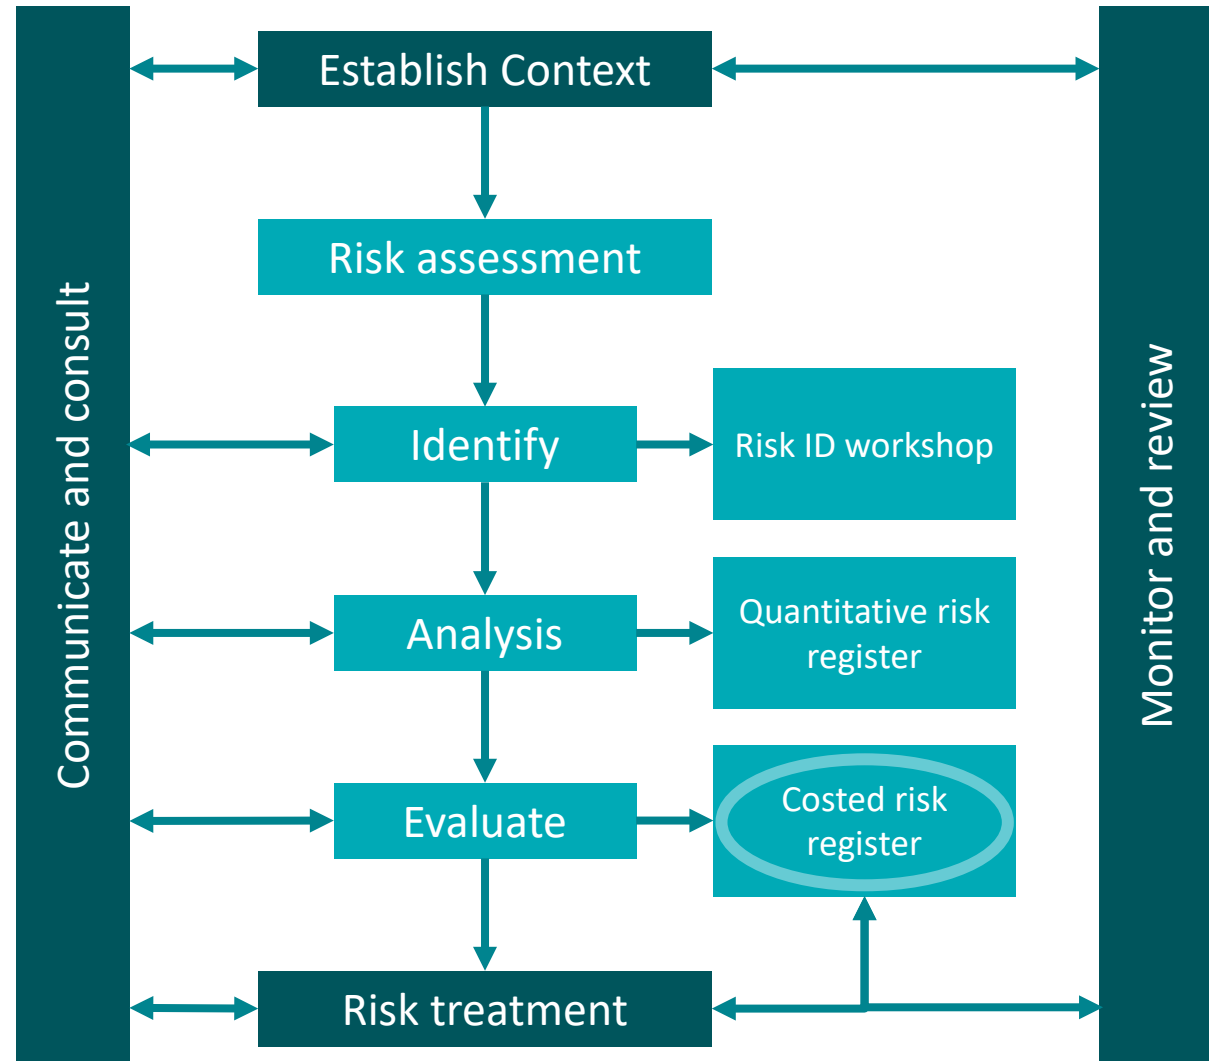 Communicate and consult
Establish Context
Risk assessment
Identify
Risk ID workshop
Analysis
Quantitative risk
register
Evaluate
Costed risk
register
Risk treatment
Monitor and review